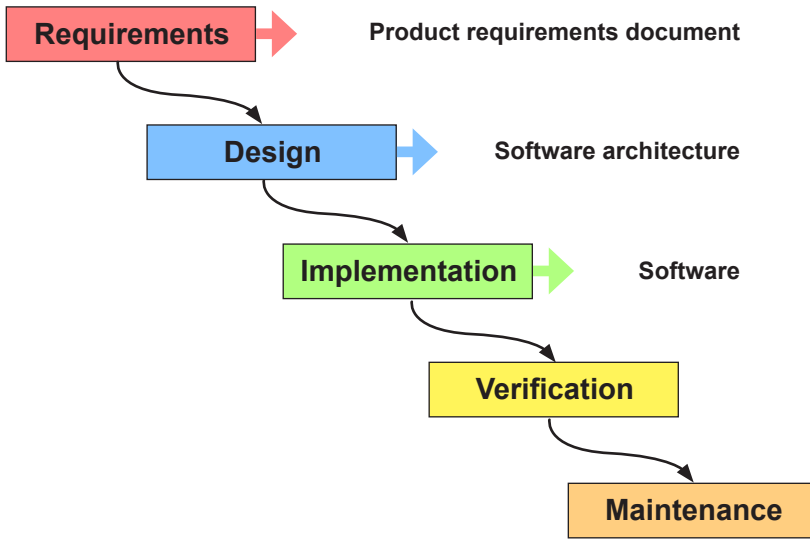 Requirements
Product requirements document
Design
Software architecture
Implementation
Software
Verification
Maintenance